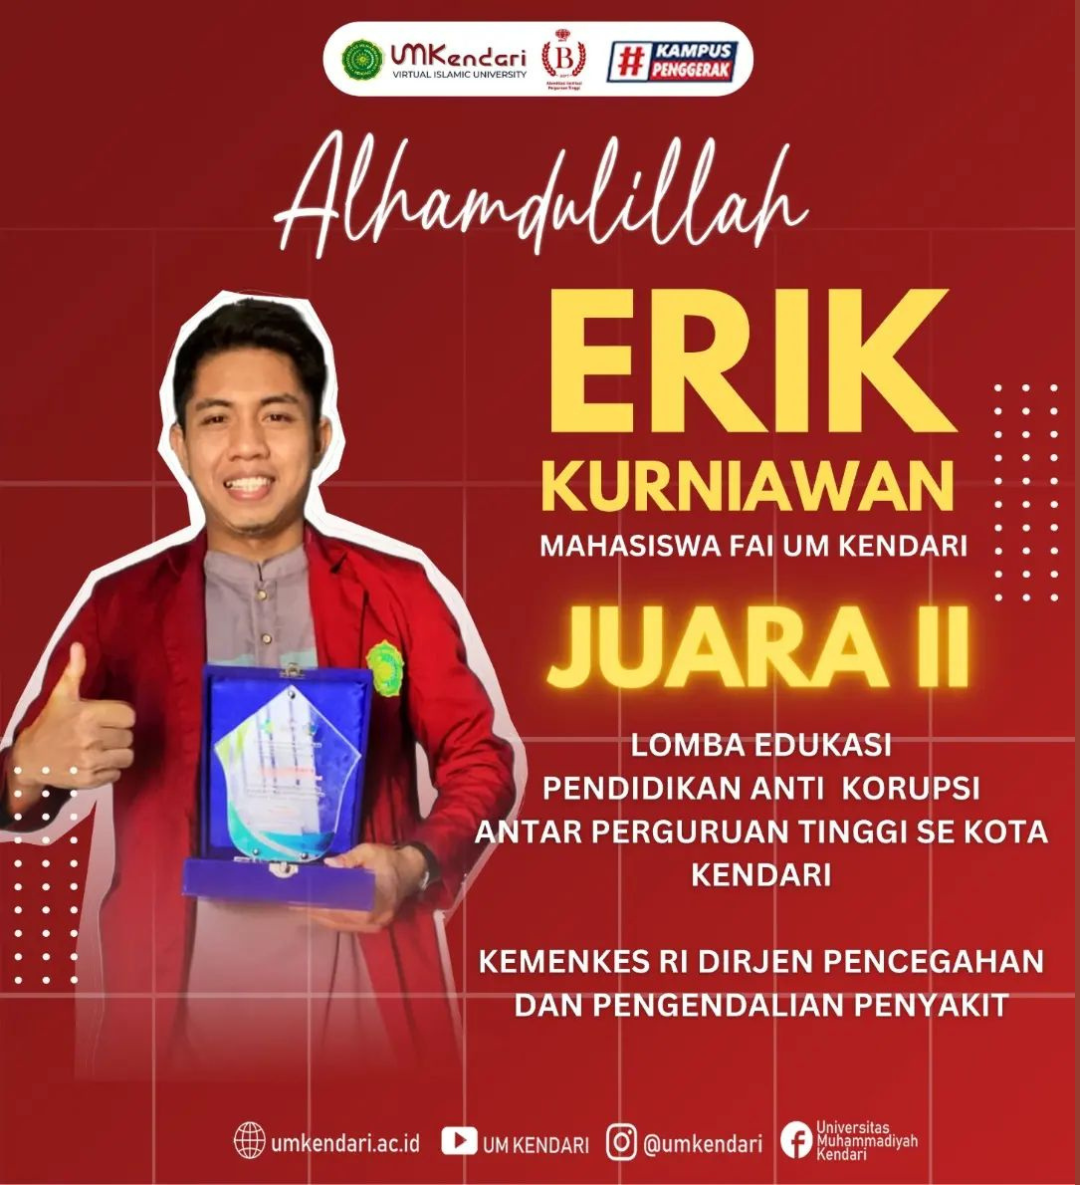 UMKendari
VIRTUAL ISLAMIC UNIVERSITY
B
# KAMPUS
PENGGERAK
Alhamdulillah
ERIK
KURNIAWAN
MAHASISWA FAI UM KENDARI
JUARA II
LOMBA EDUKASI
PENDIDIKAN ANTI KORUPSI
ANTAR PERGURUAN TINGGI SE KOTA
KENDARI
KEMENKES RI DIRJEN PENCEGAHAN
DAN PENGENDALIAN PENYAKIT
umkendari.ac.id
UM KENDARI
@umkendari
Universitas
Muhammadiyah
Kendari